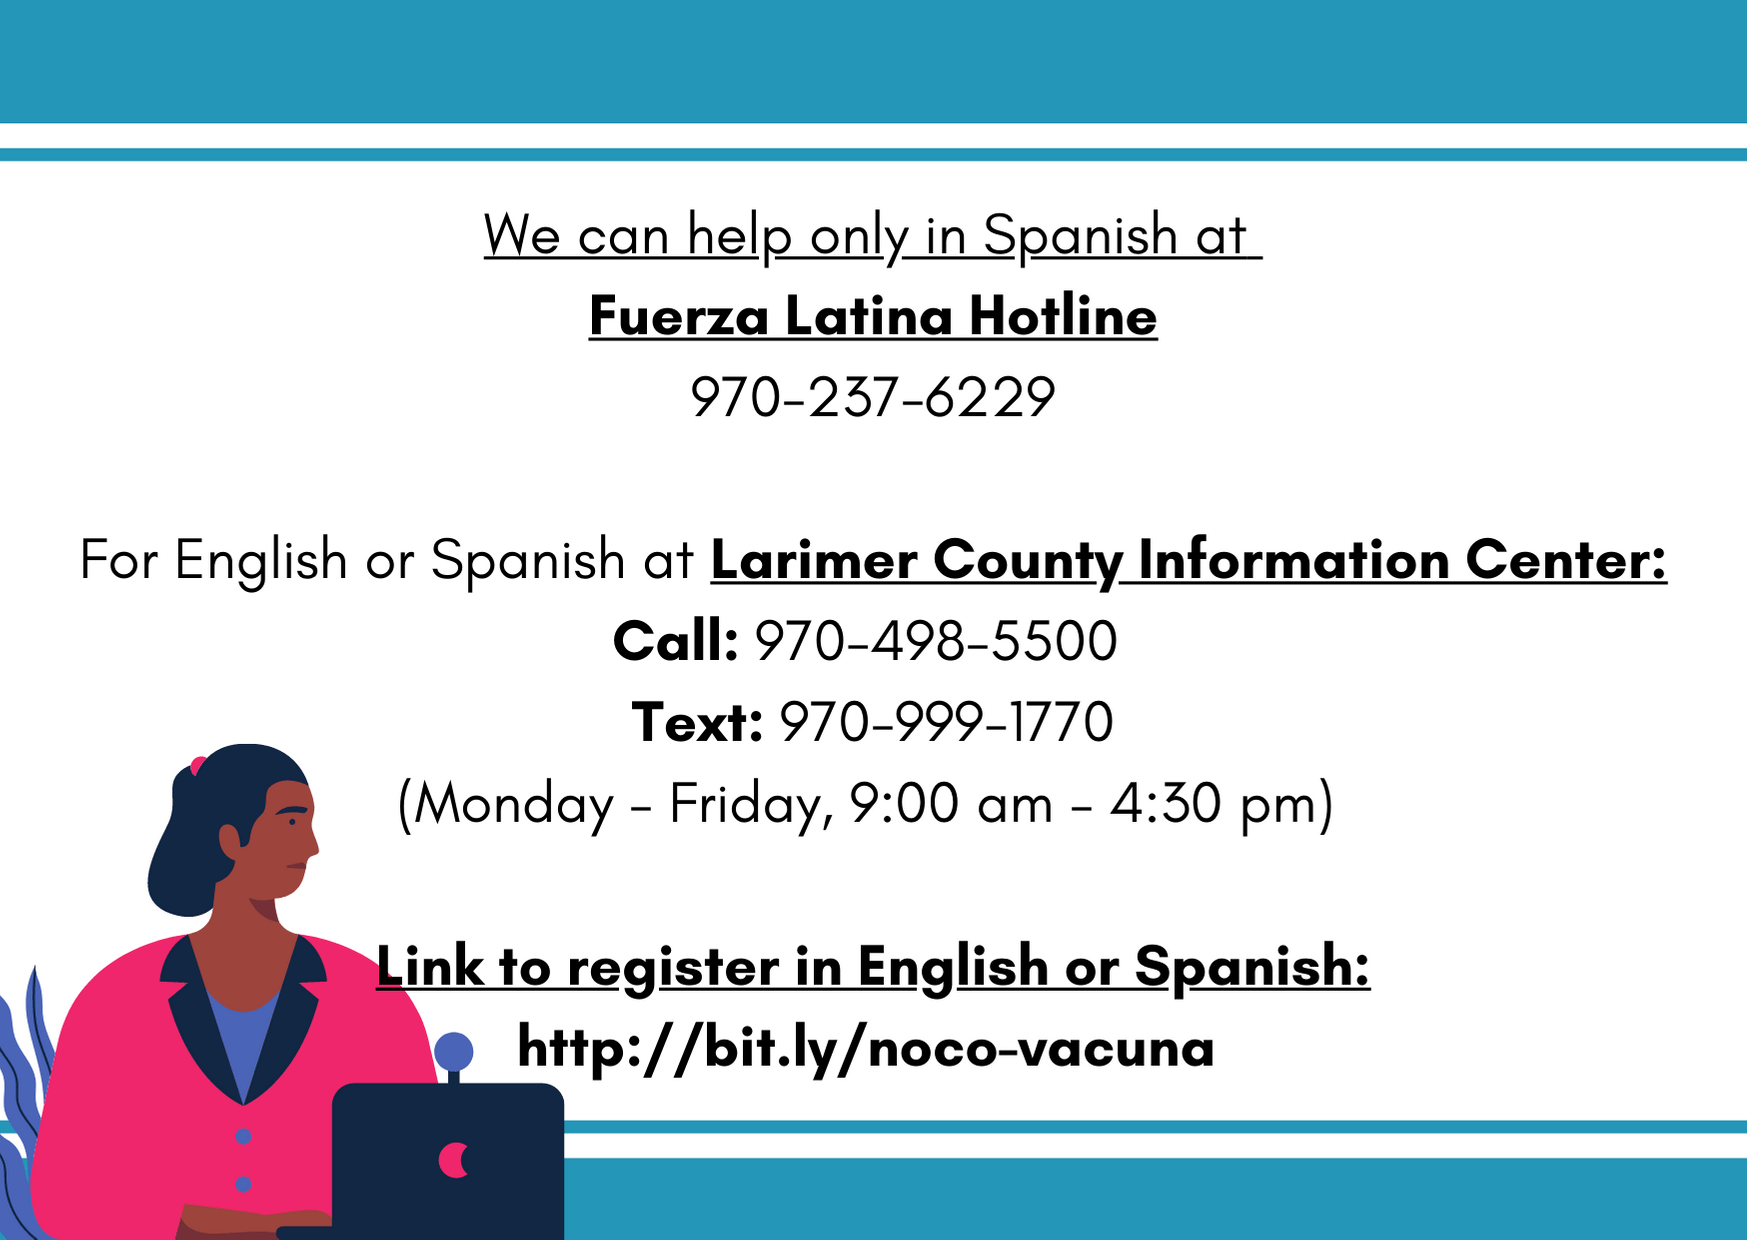 We can help only in Spanish at
Fuerza Latina Hotline
970-237-6229
For English or Spanish at Larimer County Information Center:
Call: 970-498-5500
Text: 970-999-1770
(Monday - Friday, 9:00 am - 4:30 pm)
Link to register in English or Spanish:
http://bit.ly/noco-vacuna